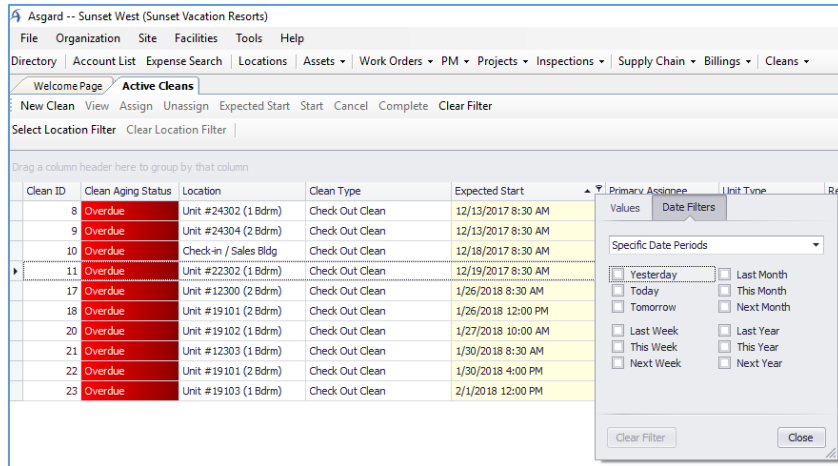 Asgard -- Sunset West (Sunset Vacation Resorts)
File Organization Site Facilities Tools Help
Directory Account List Expense Search Locations Assets Work Orders PM Projects Inspections Supply Chain Billings Cleans
Welcome Page Active Cleans
New Clean View Assign Unassign Expected Start Start Cancel Complete Clear Filter
Select Location Filter Clear Location Filter
Drag a column header here to group by that column
Clean ID Clean Aging Status Location Clean Type Expected Start Primary Assignee Unit Type Re
8 Overdue Unit #24302 (1 Bdrm) Check Out Clean 12/13/2017 8:30 AM
9 Overdue Unit #24304 (2 Bdrm) Check Out Clean 12/13/2017 8:30 AM
10 Overdue Check-in / Sales Bldg Check Out Clean 12/18/2017 8:30 AM
11 Overdue Unit #22302 (1 Bdrm) Check Out Clean 12/19/2017 8:30 AM
17 Overdue Unit #12300 (2 Bdrm) Check Out Clean 1/26/2018 8:30 AM
18 Overdue Unit #19101 (2 Bdrm) Check Out Clean 1/26/2018 12:00 PM
20 Overdue Unit #19102 (1 Bdrm) Check Out Clean 1/27/2018 10:00 AM
21 Overdue Unit #12303 (1 Bdrm) Check Out Clean 1/30/2018 8:30 AM
22 Overdue Unit #19101 (2 Bdrm) Check Out Clean 1/30/2018 4:00 PM
23 Overdue Unit #19103 (1 Bdrm) Check Out Clean 2/1/2018 12:00 PM
Values Date Filters
Specific Date Periods
Yesterday Last Month
Today This Month
Tomorrow Next Month
Last Week Last Year
This Week This Year
Next Week Next Year
Clear Filter Close